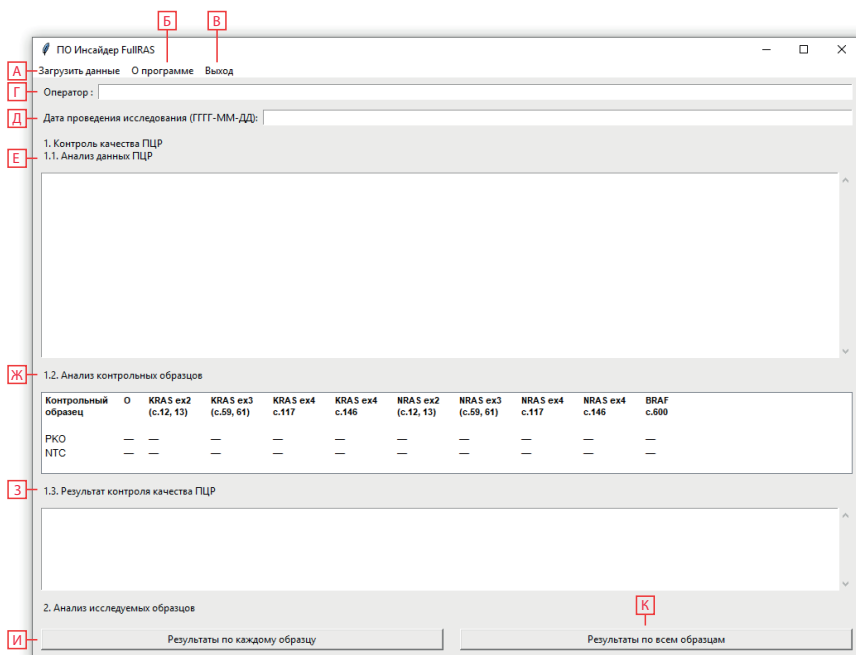 Б В
ПО Инсайдер FullRAS
А Загрузить данные О программе Выход
Г Оператор :
Д Дата проведения исследования (ГГГГ-ММ-ДД):
1. Контроль качества ПЦР
Е 1.1. Анализ данных ПЦР
Ж 1.2. Анализ контрольных образцов
Контрольный О KRAS ex2 KRAS ex3 KRAS ex4 KRAS ex4 NRAS ex2 NRAS ex3 NRAS ex4 NRAS ex4 BRAF
образец (c.12, 13) (c.59, 61) c.117 c.146 (c.12, 13) (c.59, 61) c.117 c.146 c.600
РКО — — — — — — — — — —
NTC — — — — — — — — — —
З 1.3. Результат контроля качества ПЦР
2. Анализ исследуемых образцов
К
И Результаты по каждому образцу Результаты по всем образцам